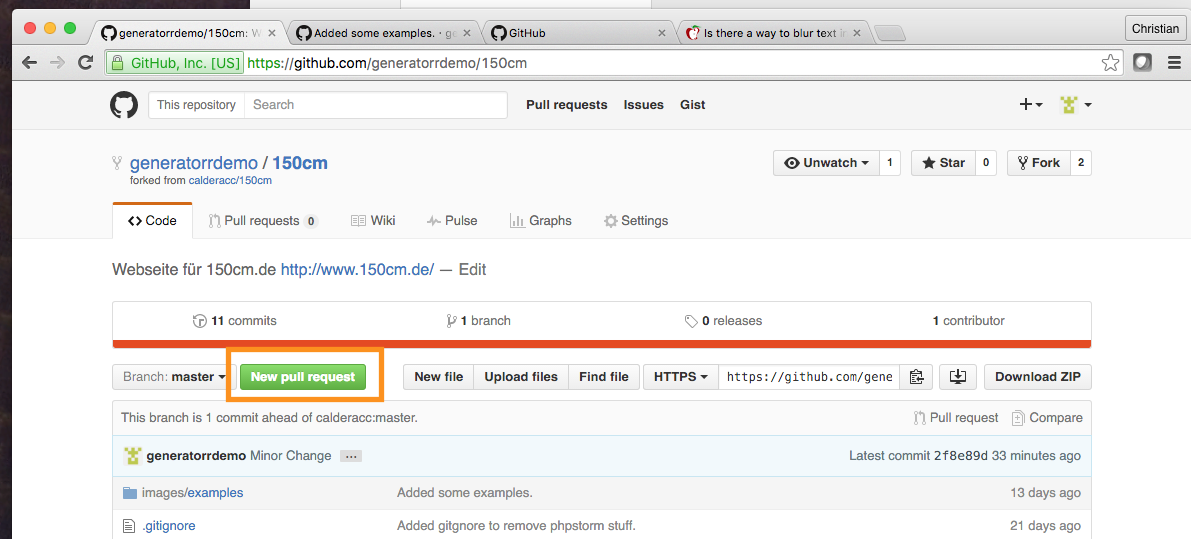 generatorrdemo/150cm: W
Added some examples. · ge
GitHub
Is there a way to blur text in
Christian
GitHub, Inc. [US] https://github.com/generatorrdemo/150cm
This repository Search Pull requests Issues Gist
generatorrdemo / 150cm
Unwatch 1 Star 0 Fork 2
forked from calderacc/150cm
Code Pull requests 0 Wiki Pulse Graphs Settings
Webseite für 150cm.de http://www.150cm.de/ — Edit
11 commits 1 branch 0 releases 1 contributor
Branch: master New pull request New file Upload files Find file HTTPS https://github.com/gene Download ZIP
This branch is 1 commit ahead of calderacc:master. Pull request Compare
generatorrdemo Minor Change ... Latest commit 2f8e89d 33 minutes ago
images/examples Added some examples. 13 days ago
.gitignore Added gitgnore to remove phpstorm stuff. 21 days ago